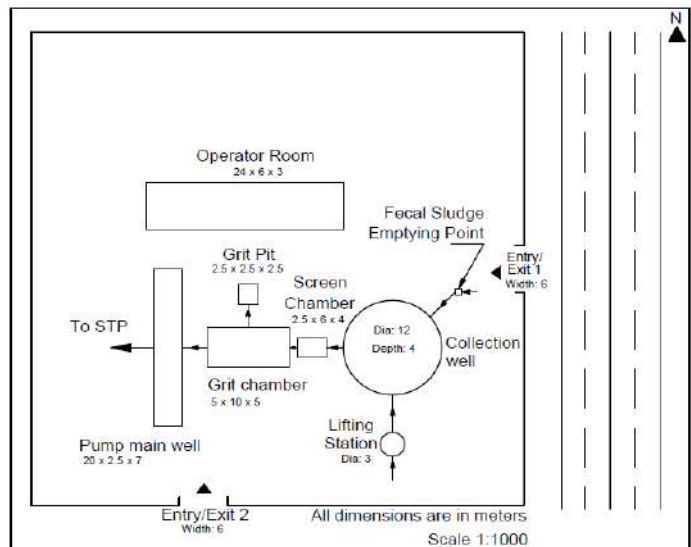 N
Operator Room
24 x 6 x 3
Fecal Sludge
Emptying Point
Entry/
Exit 1
Width: 6
Grit Pit
2.5 x 2.5 x 2.5
Screen
Chamber
2.5 x 6 x 4
To STP
Dia: 12
Depth: 4
Collection
well
Grit chamber
5 x 10 x 5
Lifting
Station
Dia: 3
Pump main well
20 x 2.5 x 7
Entry/Exit 2
Width: 6
All dimensions are in meters
Scale 1:1000